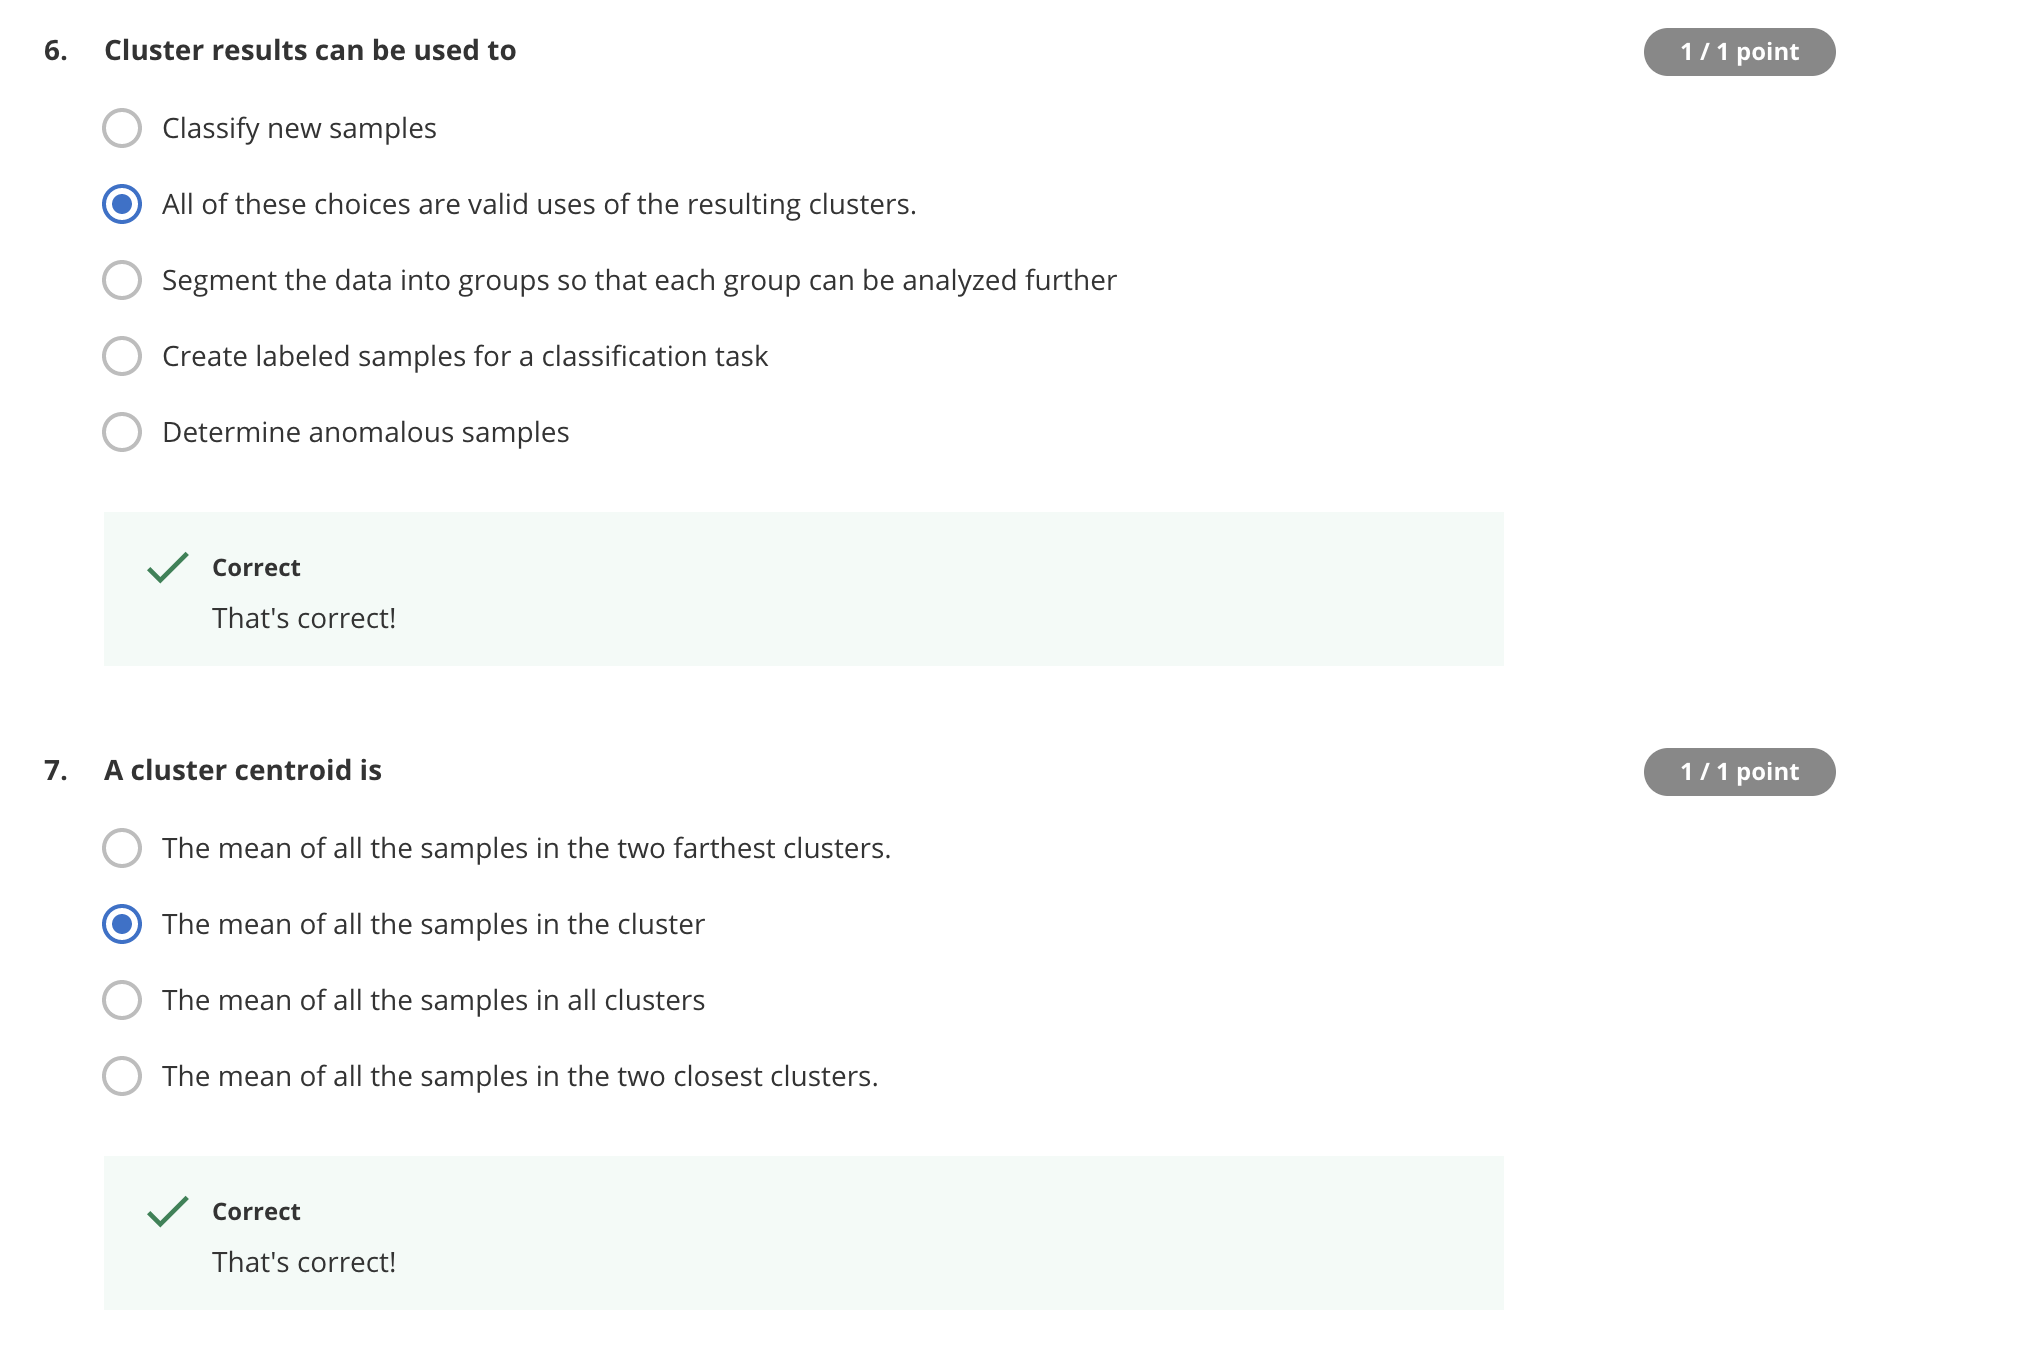 6. Cluster results can be used to
1 / 1 point
Classify new samples
All of these choices are valid uses of the resulting clusters.
Segment the data into groups so that each group can be analyzed further
Create labeled samples for a classification task
Determine anomalous samples
Correct
That's correct!
7. A cluster centroid is
1 / 1 point
The mean of all the samples in the two farthest clusters.
The mean of all the samples in the cluster
The mean of all the samples in all clusters
The mean of all the samples in the two closest clusters.
Correct
That's correct!